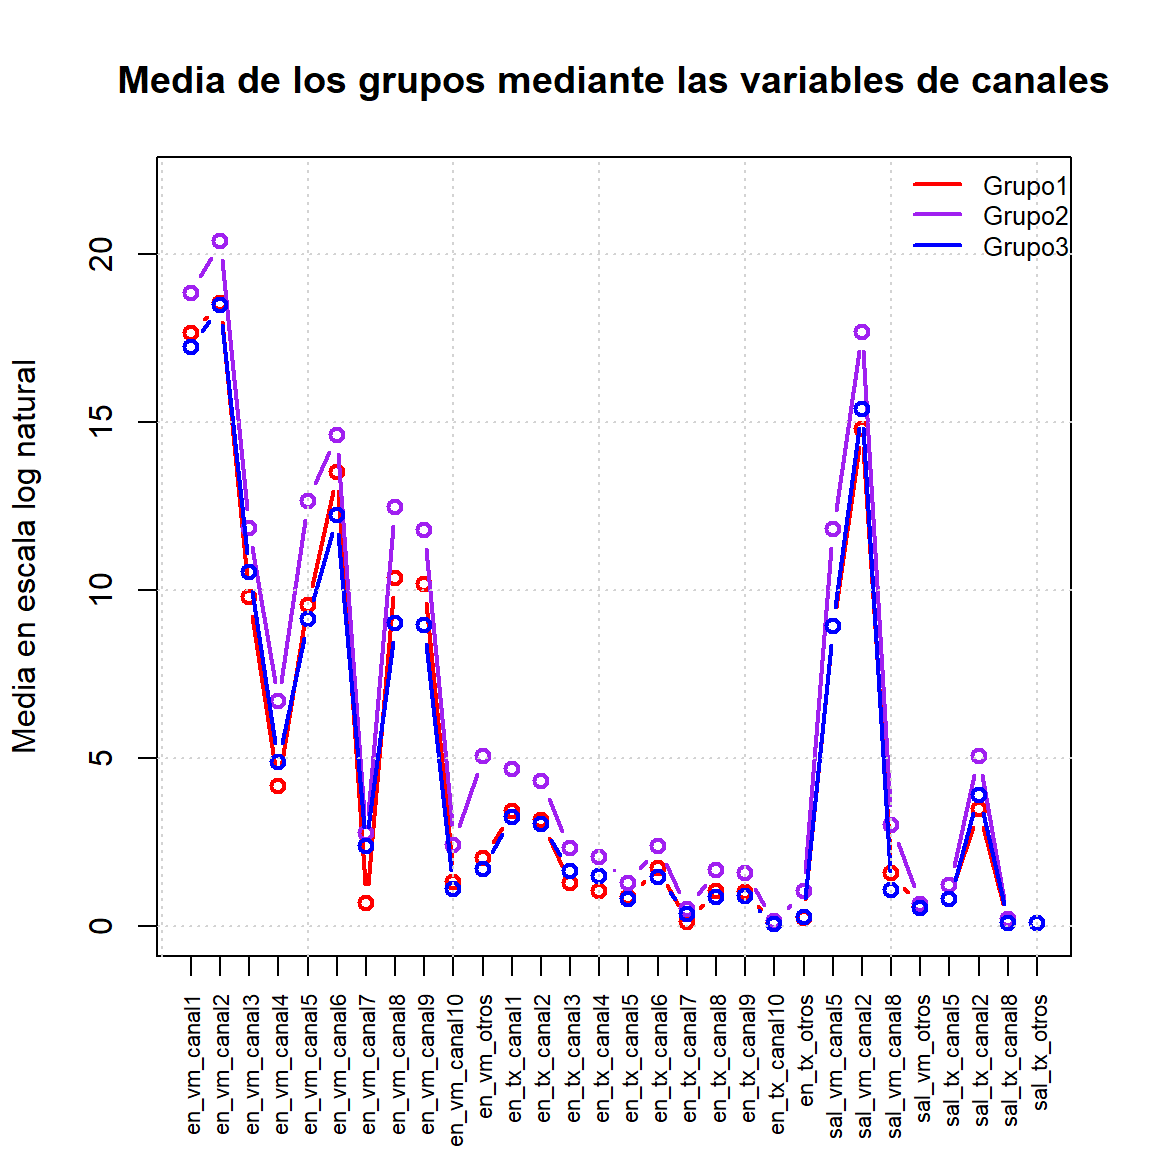 Media de los grupos mediante las variables de canales
Grupo1
Grupo2
Grupo3
Media en escala log natural
20
15
10
5
0
en_vm_canal1
en_vm_canal2
en_vm_canal3
en_vm_canal4
en_vm_canal5
en_vm_canal6
en_vm_canal7
en_vm_canal8
en_vm_canal9
en_vm_canal10
en_vm_otros
en_tx_canal1
en_tx_canal2
en_tx_canal3
en_tx_canal4
en_tx_canal5
en_tx_canal6
en_tx_canal7
en_tx_canal8
en_tx_canal9
en_tx_canal10
en_tx_otros
sal_vm_canal5
sal_vm_canal2
sal_vm_canal8
sal_vm_otros
sal_tx_canal5
sal_tx_canal2
sal_tx_canal8
sal_tx_otros